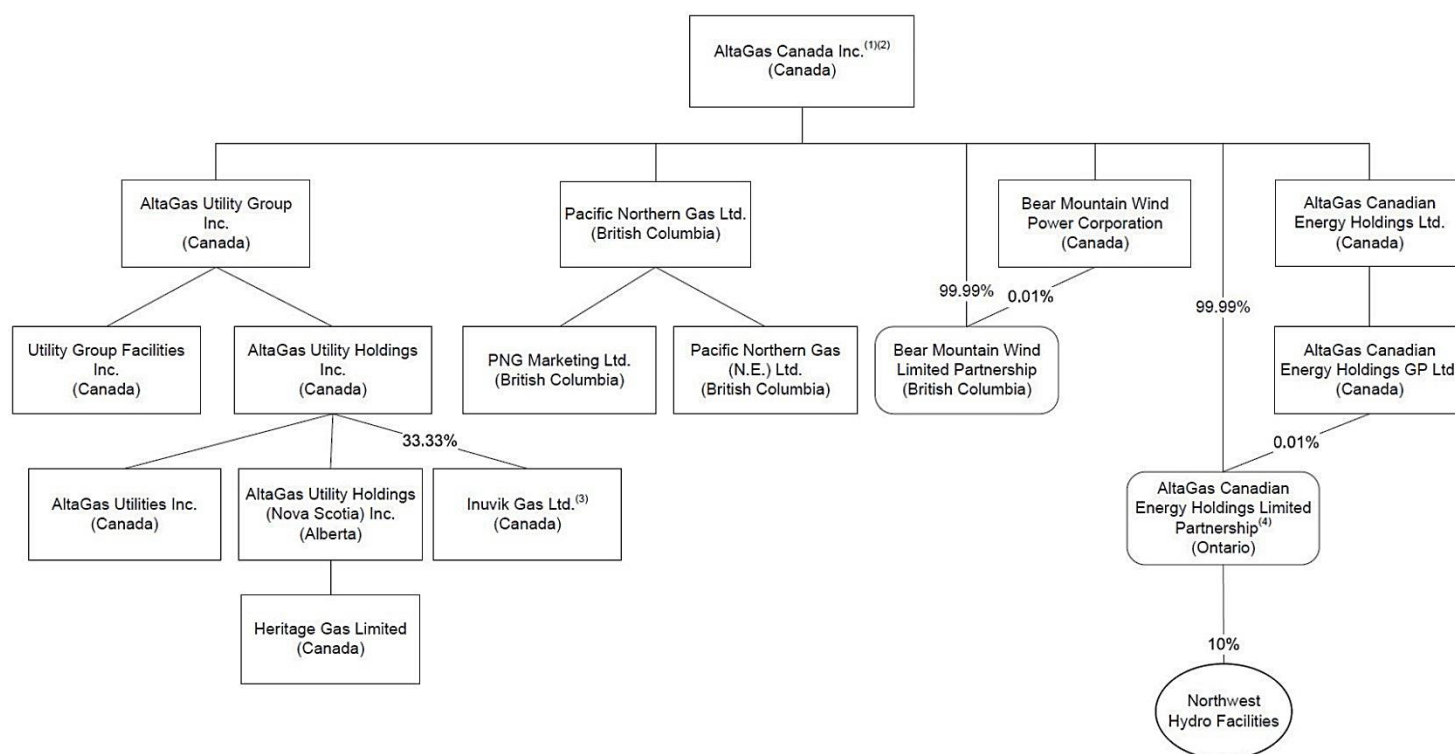 AltaGas Canada Inc.(1)(2)
(Canada)
AltaGas Utility Group
Inc.
(Canada)
Pacific Northern Gas Ltd.
(British Columbia)
Bear Mountain Wind
Power Corporation
(Canada)
AltaGas Canadian
Energy Holdings Ltd.
(Canada)
99.99%
0.01%
99.99%
Utility Group Facilities
Inc.
(Canada)
AltaGas Utility Holdings
Inc.
(Canada)
PNG Marketing Ltd.
(British Columbia)
Pacific Northern Gas
(N.E.) Ltd.
(British Columbia)
Bear Mountain Wind
Limited Partnership
(British Columbia)
AltaGas Canadian
Energy Holdings GP Ltd
(Canada)
33.33%
0.01%
AltaGas Utilities Inc.
(Canada)
AltaGas Utility Holdings
(Nova Scotia) Inc.
(Alberta)
Inuvik Gas Ltd.(3)
(Canada)
AltaGas Canadian
Energy Holdings Limited
Partnership(4)
(Ontario)
Heritage Gas Limited
(Canada)
10%
Northwest
Hydro Facilities